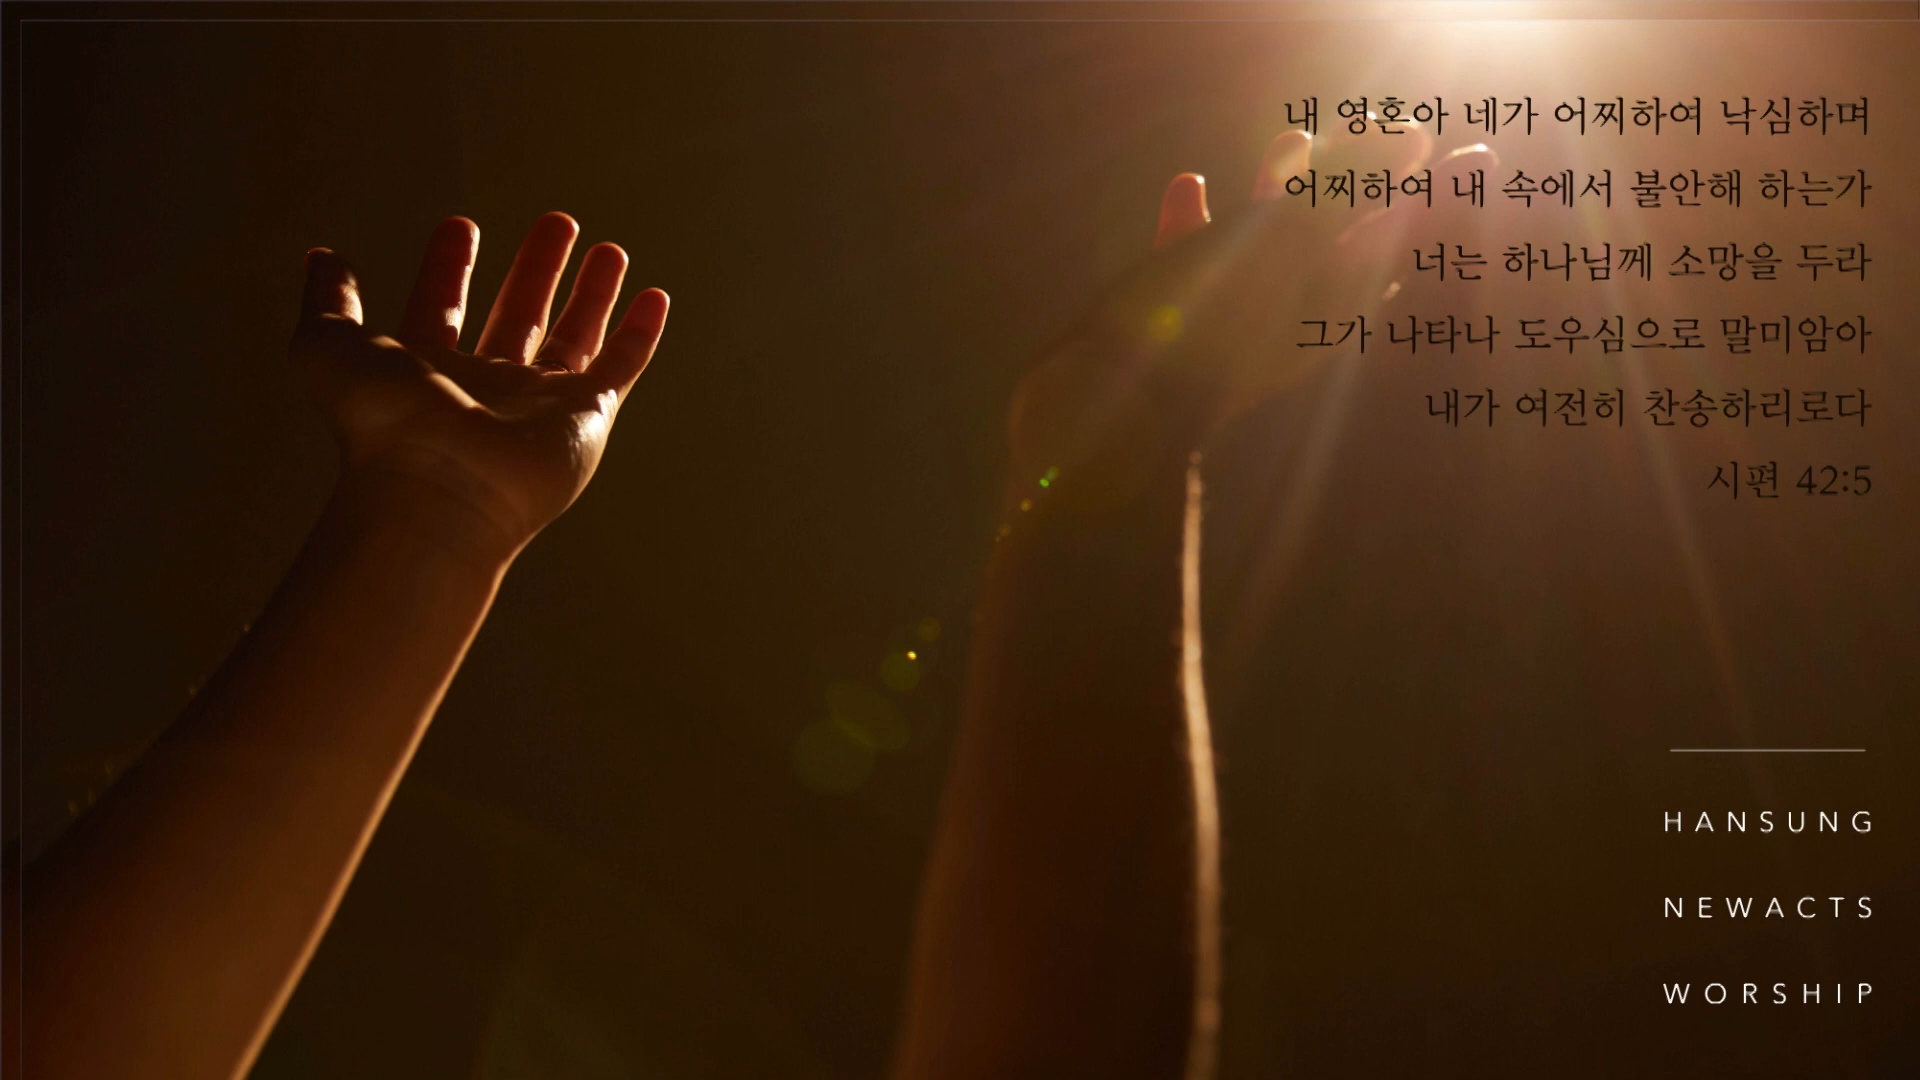 내 영혼아 네가 어찌하여 낙심하며
어찌하여 내 속에서 불안해 하는가
너는 하나님께 소망을 두라
그가 나타나 도우심으로 말미암아
내가 여전히 찬송하리로다
시편 42:5
HANSUNG
NEWACTS
WORSHIP